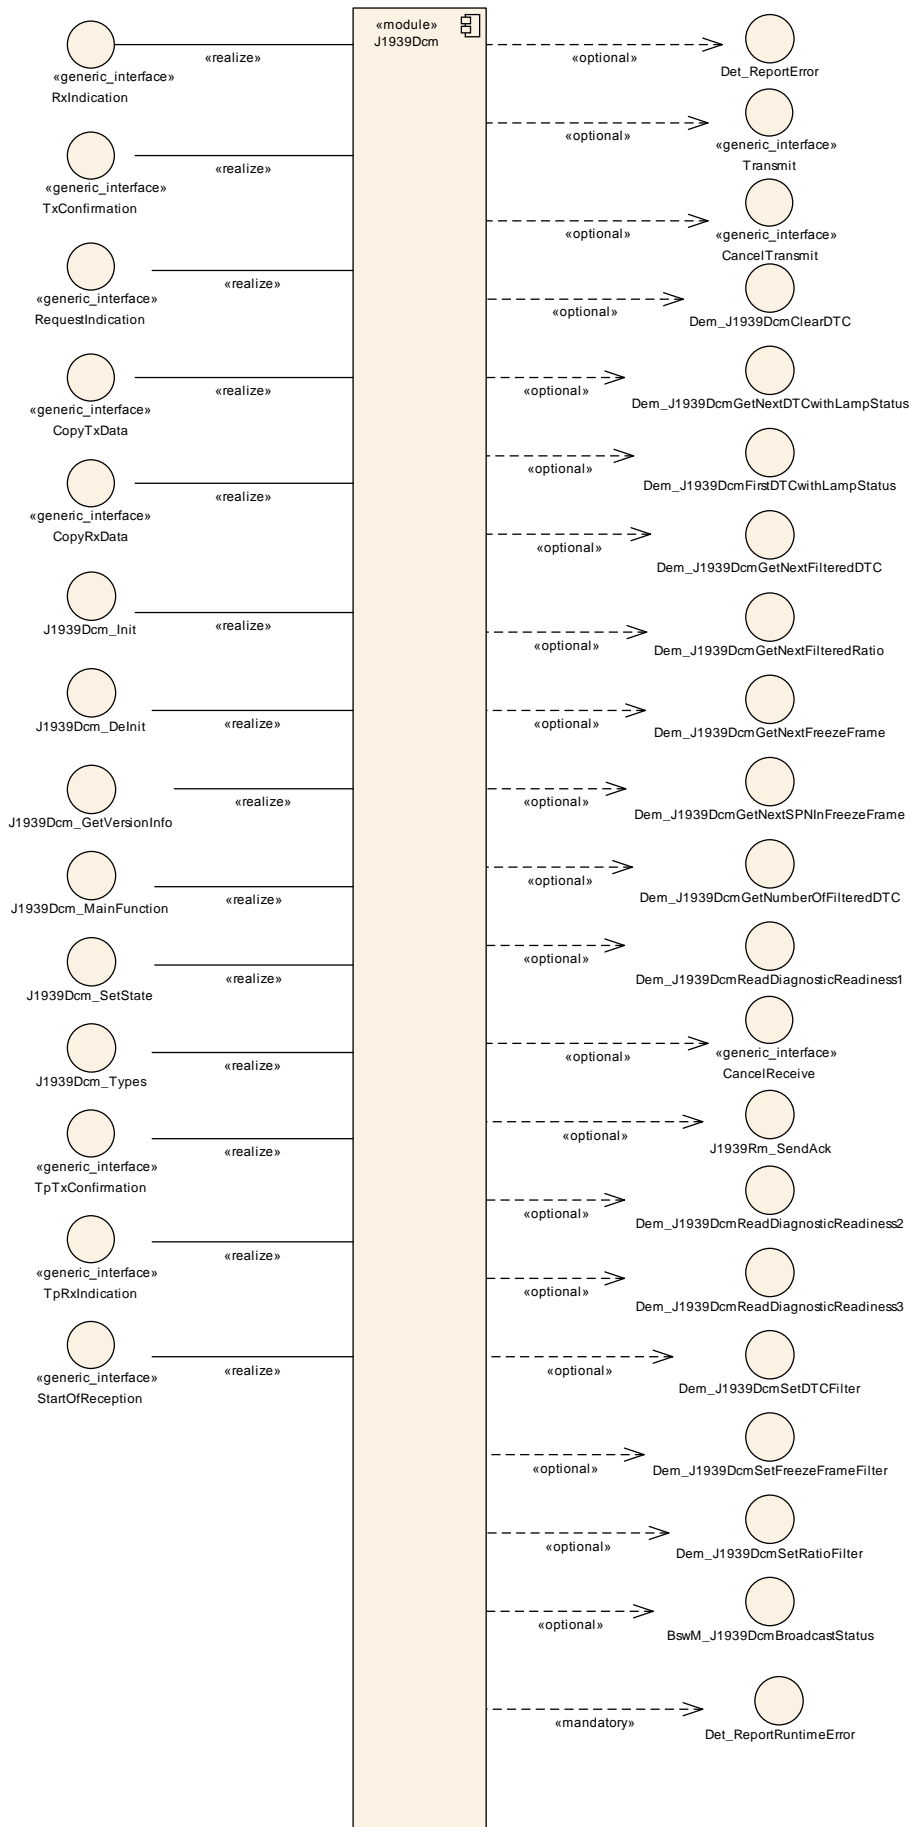 «module»
J1939Dcm
«realize»
«generic_interface»
RxIndication
«realize»
«generic_interface»
TxConfirmation
«realize»
«generic_interface»
RequestIndication
«realize»
«generic_interface»
CopyTxData
«realize»
«generic_interface»
CopyRxData
«realize»
J1939Dcm_Init
«realize»
J1939Dcm_DeInit
«realize»
J1939Dcm_GetVersionInfo
«realize»
J1939Dcm_MainFunction
«realize»
J1939Dcm_SetState
«realize»
J1939Dcm_Types
«realize»
«generic_interface»
TpTxConfirmation
«realize»
«generic_interface»
TpRxIndication
«realize»
«generic_interface»
StartOfReception
«optional»
Det_ReportError
«optional»
«generic_interface»
Transmit
«optional»
«generic_interface»
CancelTransmit
«optional»
Dem_J1939DcmClearDTC
«optional»
Dem_J1939DcmGetNextDTCwithLampStatus
«optional»
Dem_J1939DcmFirstDTCwithLampStatus
«optional»
Dem_J1939DcmGetNextFilteredDTC
«optional»
Dem_J1939DcmGetNextFilteredRatio
«optional»
Dem_J1939DcmGetNextFreezeFrame
«optional»
Dem_J1939DcmGetNextSPNInFreezeFrame
«optional»
Dem_J1939DcmGetNumberOfFilteredDTC
«optional»
Dem_J1939DcmReadDiagnosticReadiness1
«optional»
«generic_interface»
CancelReceive
«optional»
J1939Rm_SendAck
«optional»
Dem_J1939DcmReadDiagnosticReadiness2
«optional»
Dem_J1939DcmReadDiagnosticReadiness3
«optional»
Dem_J1939DcmSetDTCFilter
«optional»
Dem_J1939DcmSetFreezeFrameFilter
«optional»
Dem_J1939DcmSetRatioFilter
«optional»
BswM_J1939DcmBroadcastStatus
«mandatory»
Det_ReportRuntimeError